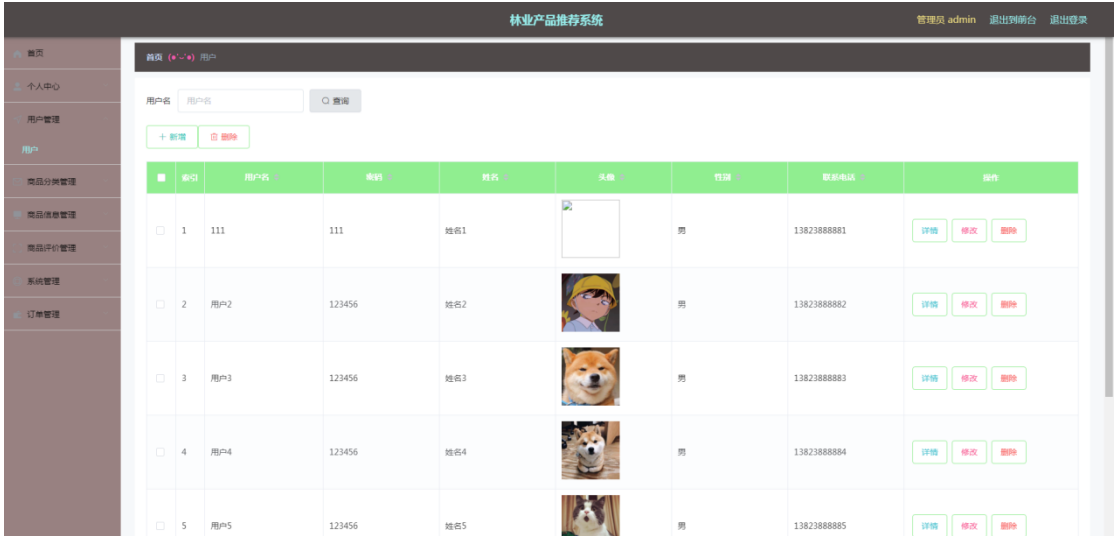 林业产品推荐系统
管理员 admin 退出到前台 退出登录
首页
个人中心
用户管理
用户
商品分类管理
商品信息管理
商品评价管理
系统管理
订单管理
首页 (●'◡'●) 用户
用户名 用户名 查询
+ 新增 删除
索引 用户名 密码 姓名 头像 性别 联系电话 操作
1 111 111 姓名1 男 13823888881 详情 修改 删除
2 用户2 123456 姓名2 男 13823888882 详情 修改 删除
3 用户3 123456 姓名3 男 13823888883 详情 修改 删除
4 用户4 123456 姓名4 男 13823888884 详情 修改 删除
5 用户5 123456 姓名5 男 13823888885 详情 修改 删除